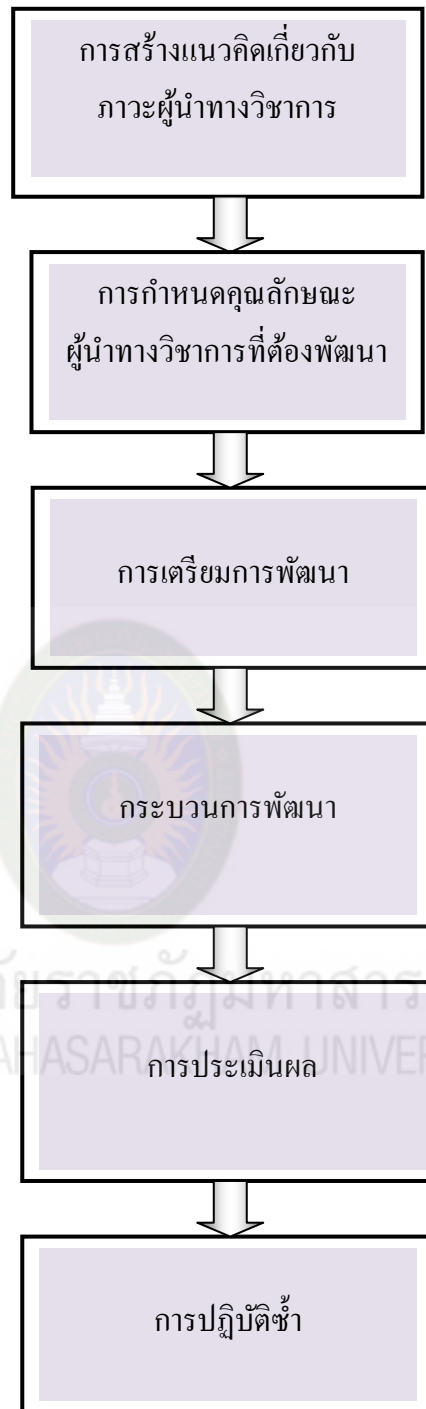 การสร้างแนวคิดเกี่ยวกับ
ภาวะผู้นำทางวิชาการ
การกำหนดคุณลักษณะ
ผู้นำทางวิชาการที่ต้องพัฒนา
การเตรียมการพัฒนา
กระบวนการพัฒนา
การประเมินผล
การปฏิบัติซ้ำ